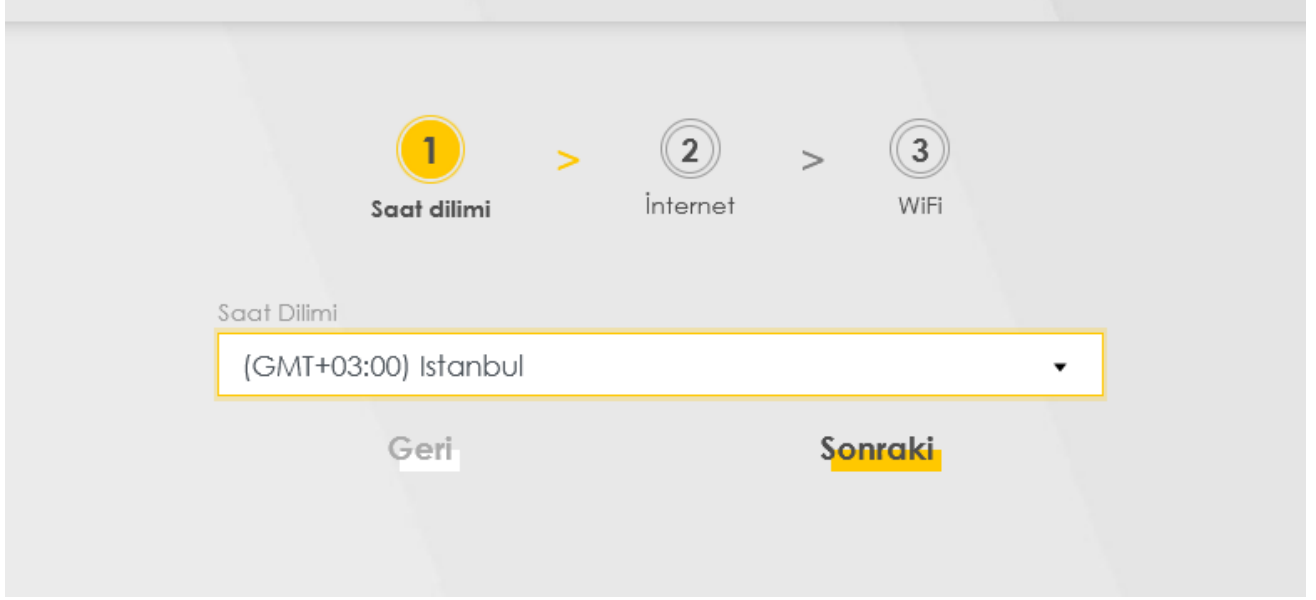 1 > 2 > 3
Saat dilimi İnternet WiFi
Saat Dilimi
(GMT+03:00) Istanbul
Geri Sonraki